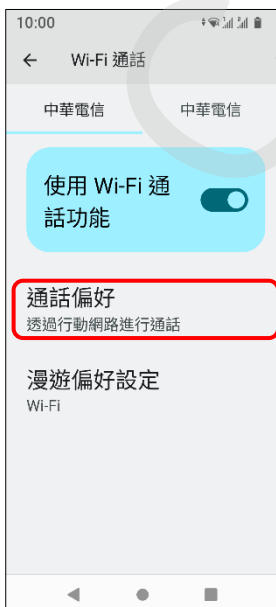 10:00
Wi-Fi 通話
中華電信
中華電信
使用 Wi-Fi 通
話功能
通話偏好
透過行動網路進行通話
漫遊偏好設定
Wi-Fi